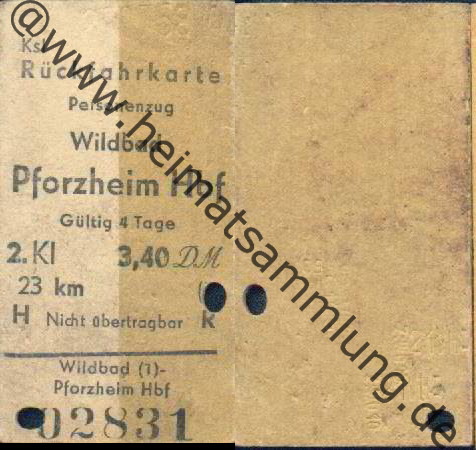 @www.heimatsammlung.de
Ksl
Rückfahrkarte
Personenzug
Wildbad
Pforzheim Hbf
Gültig 4 Tage
2. Kl 3,40 DM
23 km
H Nicht übertragbar R
Wildbad (1)-
Pforzheim Hbf
02831